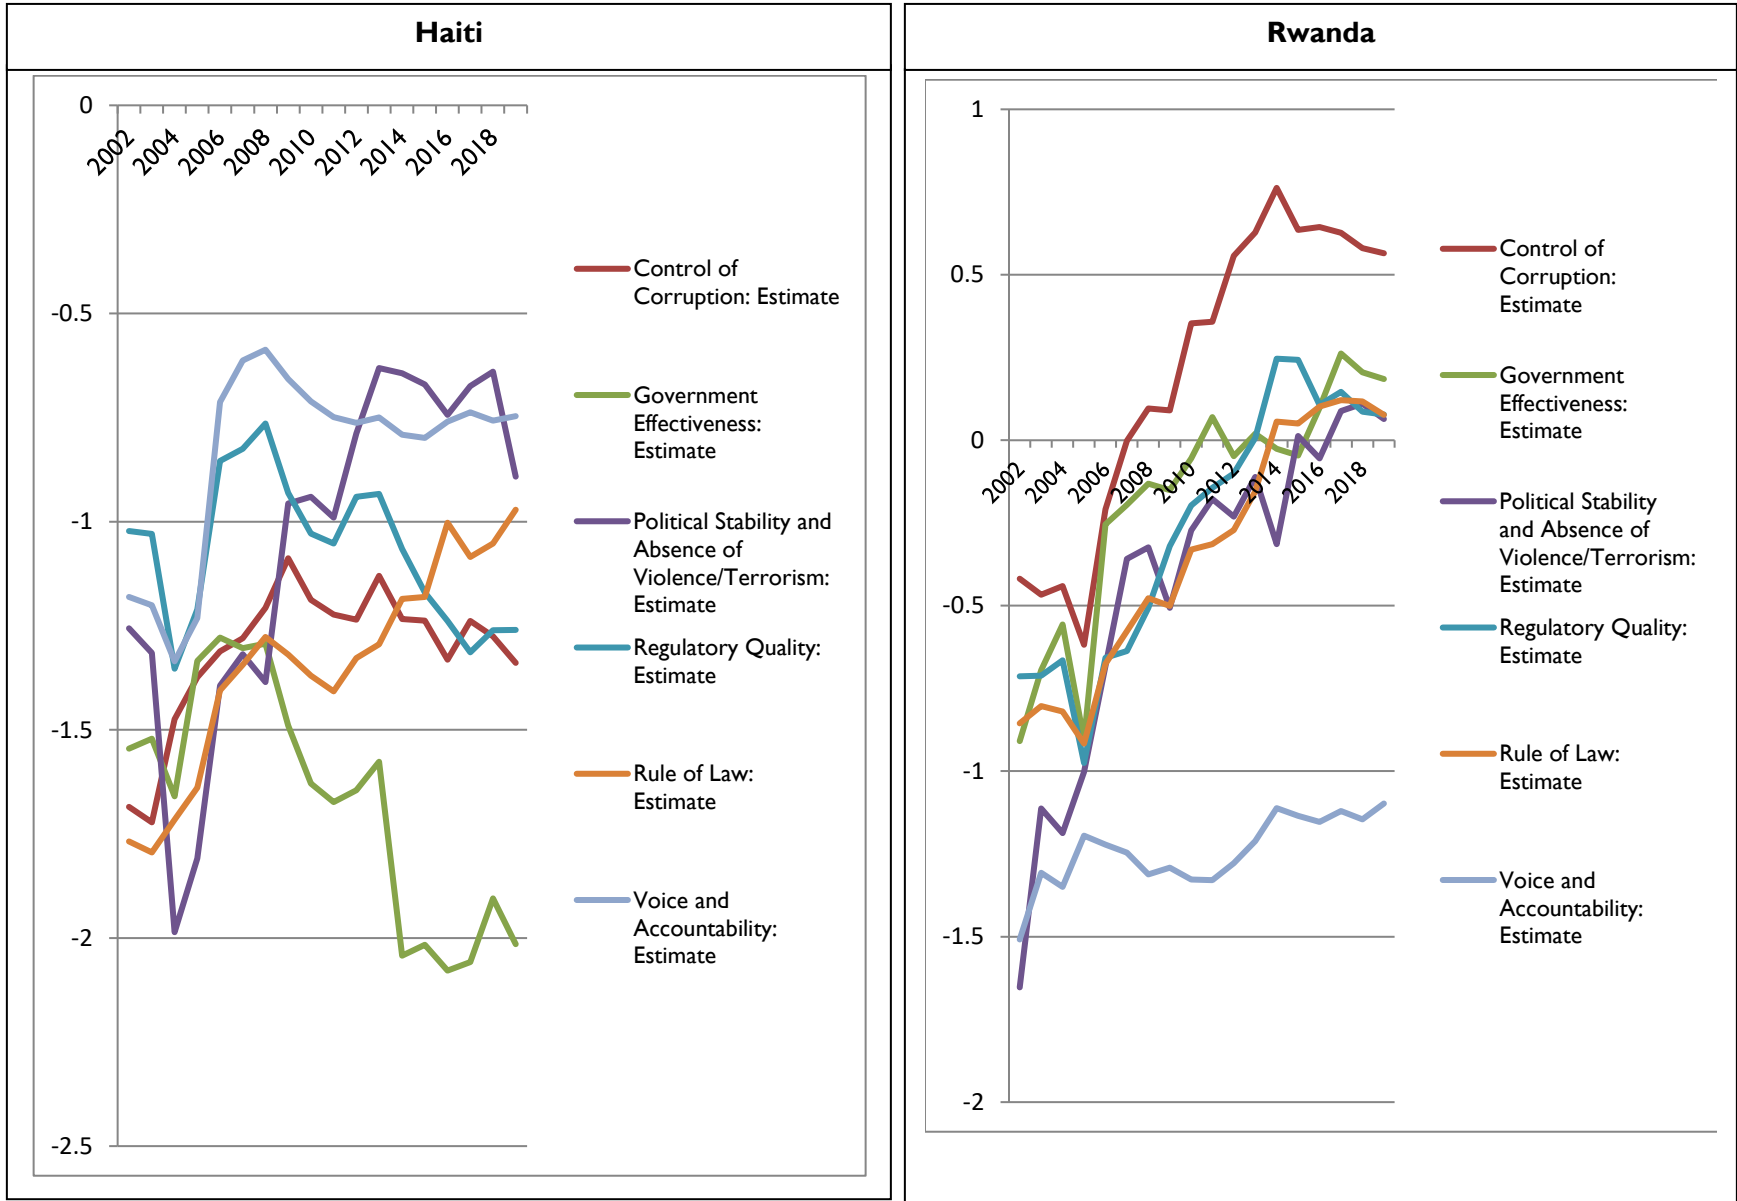 Haiti
0
-0.5
-1
-1.5
-2
-2.5
2002
2004
2006
2008
2010
2012
2014
2016
2018
Control of
Corruption: Estimate
Government
Effectiveness:
Estimate
Political Stability and
Absence of
Violence/Terrorism:
Estimate
Regulatory Quality:
Estimate
Rule of Law:
Estimate
Voice and
Accountability:
Estimate
Rwanda
1
0.5
0
-0.5
-1
-1.5
-2
2002
2004
2006
2008
2010
2012
2014
2016
2018
Control of
Corruption:
Estimate
Government
Effectiveness:
Estimate
Political Stability
and Absence of
Violence/Terrorism:
Estimate
Regulatory Quality:
Estimate
Rule of Law:
Estimate
Voice and
Accountability:
Estimate